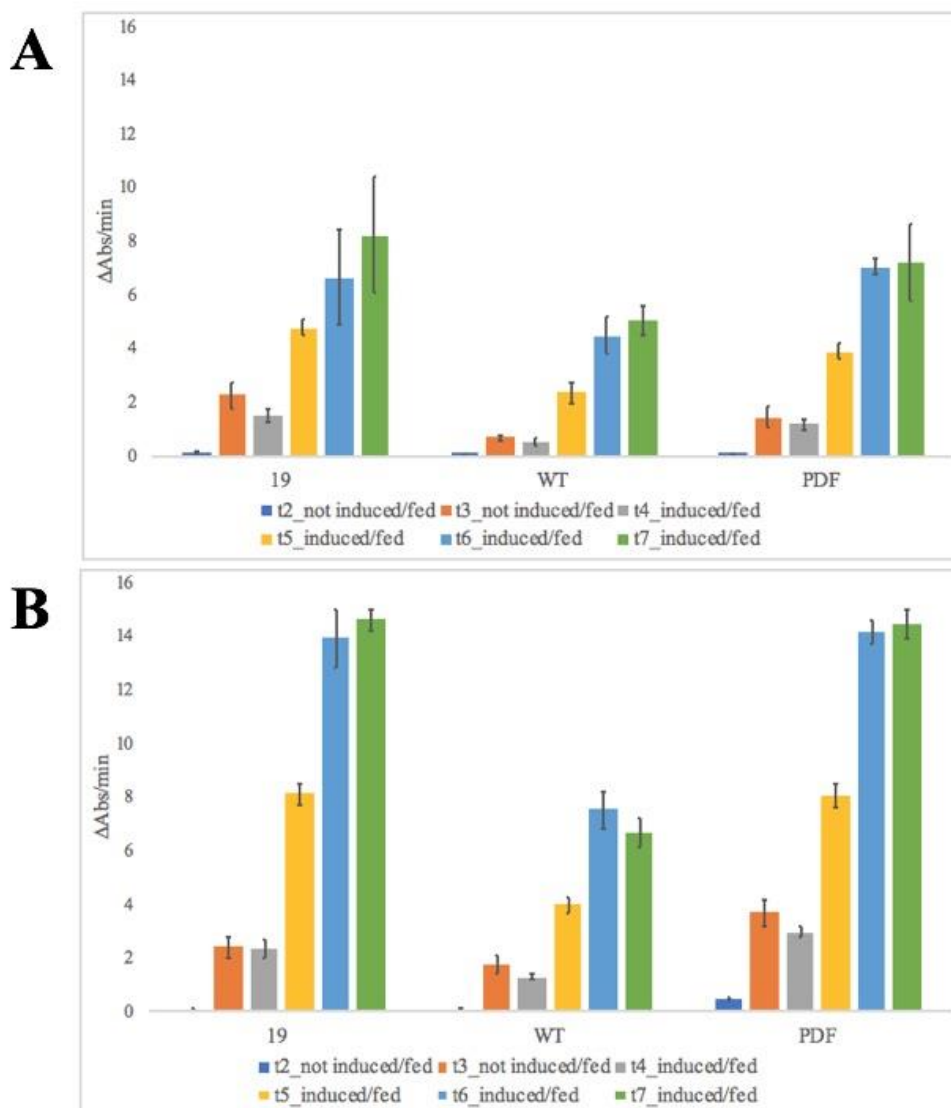 A
16
14
12
10
8
6
4
2
0
ΔAbs/min
19 WT PDF
t2_not induced/fed t3_not induced/fed t4_induced/fed
t5_induced/fed t6_induced/fed t7_induced/fed
B
16
14
12
10
8
6
4
2
0
ΔAbs/min
19 WT PDF
t2_not induced/fed t3_not induced/fed t4_induced/fed
t5_induced/fed t6_induced/fed t7_induced/fed